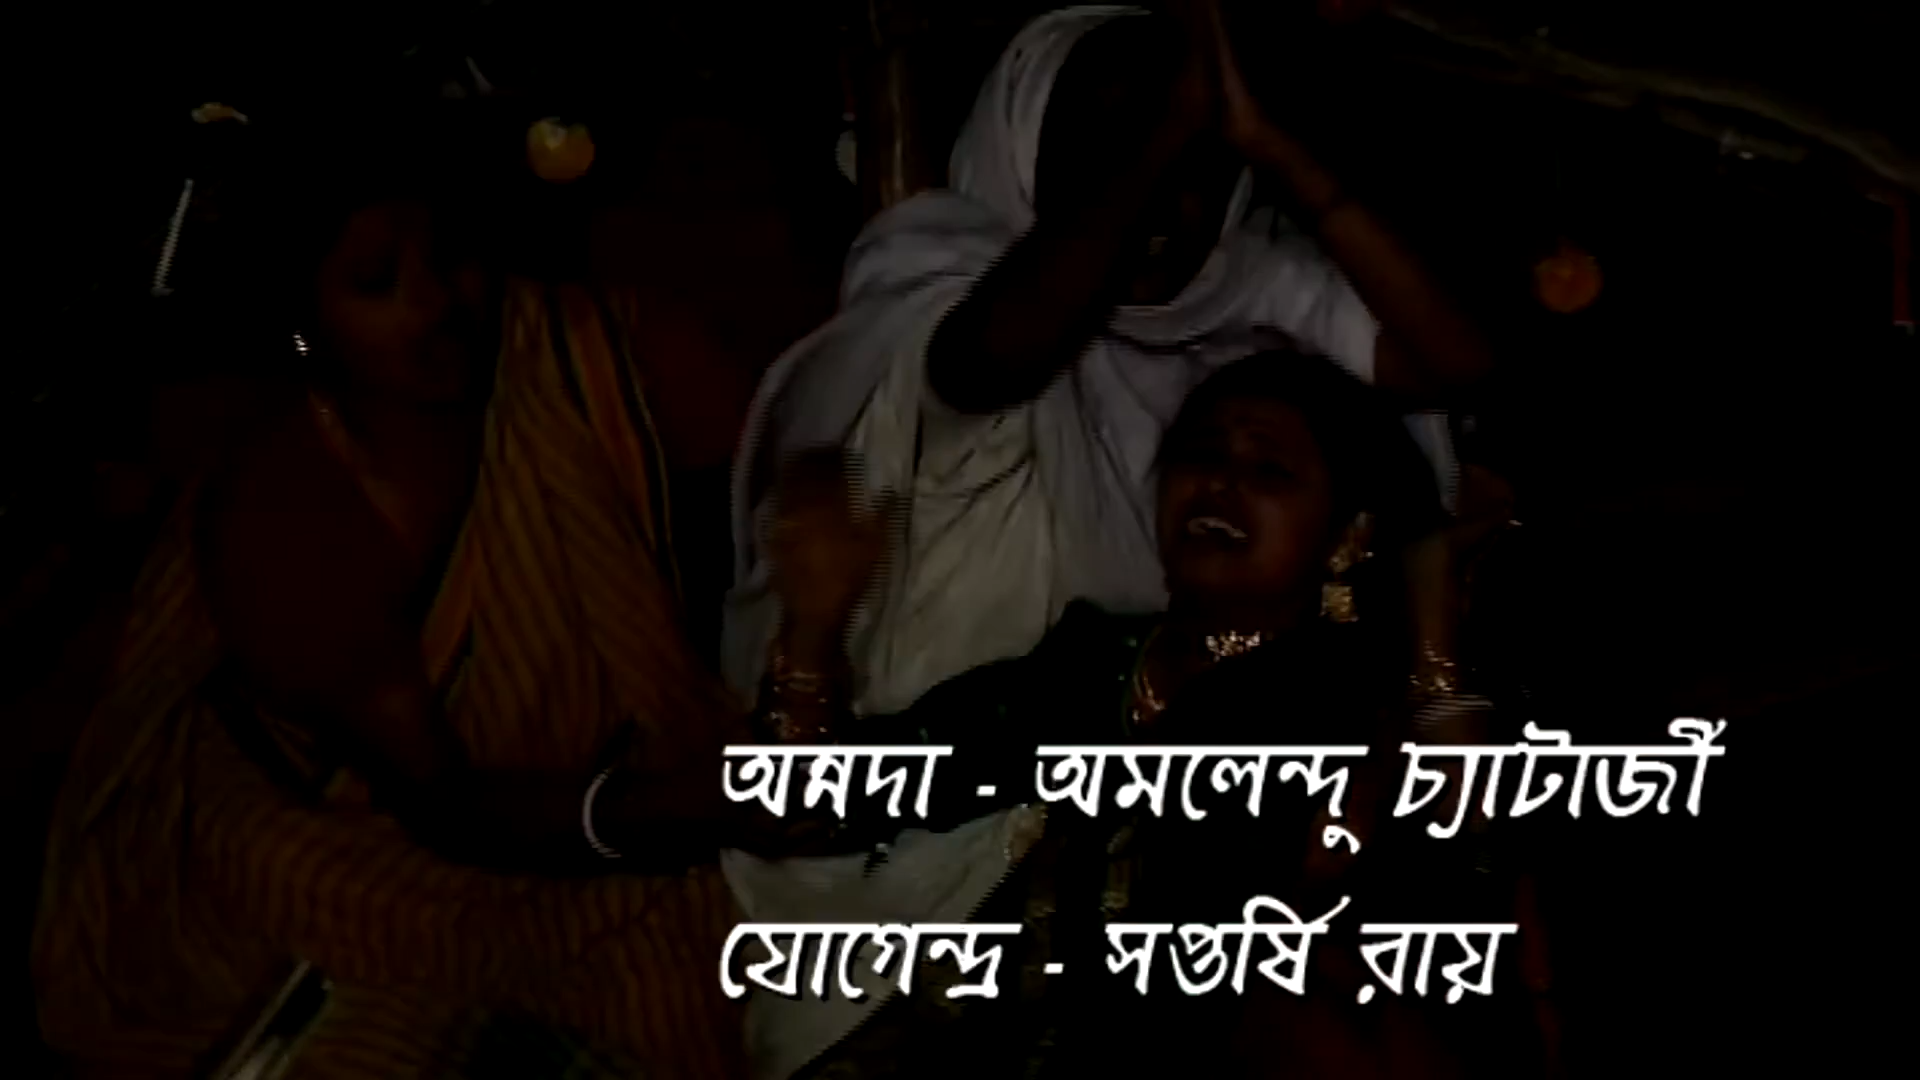 অন্নদা - অমলেন্দু চ্যাটার্জী
যোগেন্দ্র - সপ্তর্ষি রায়